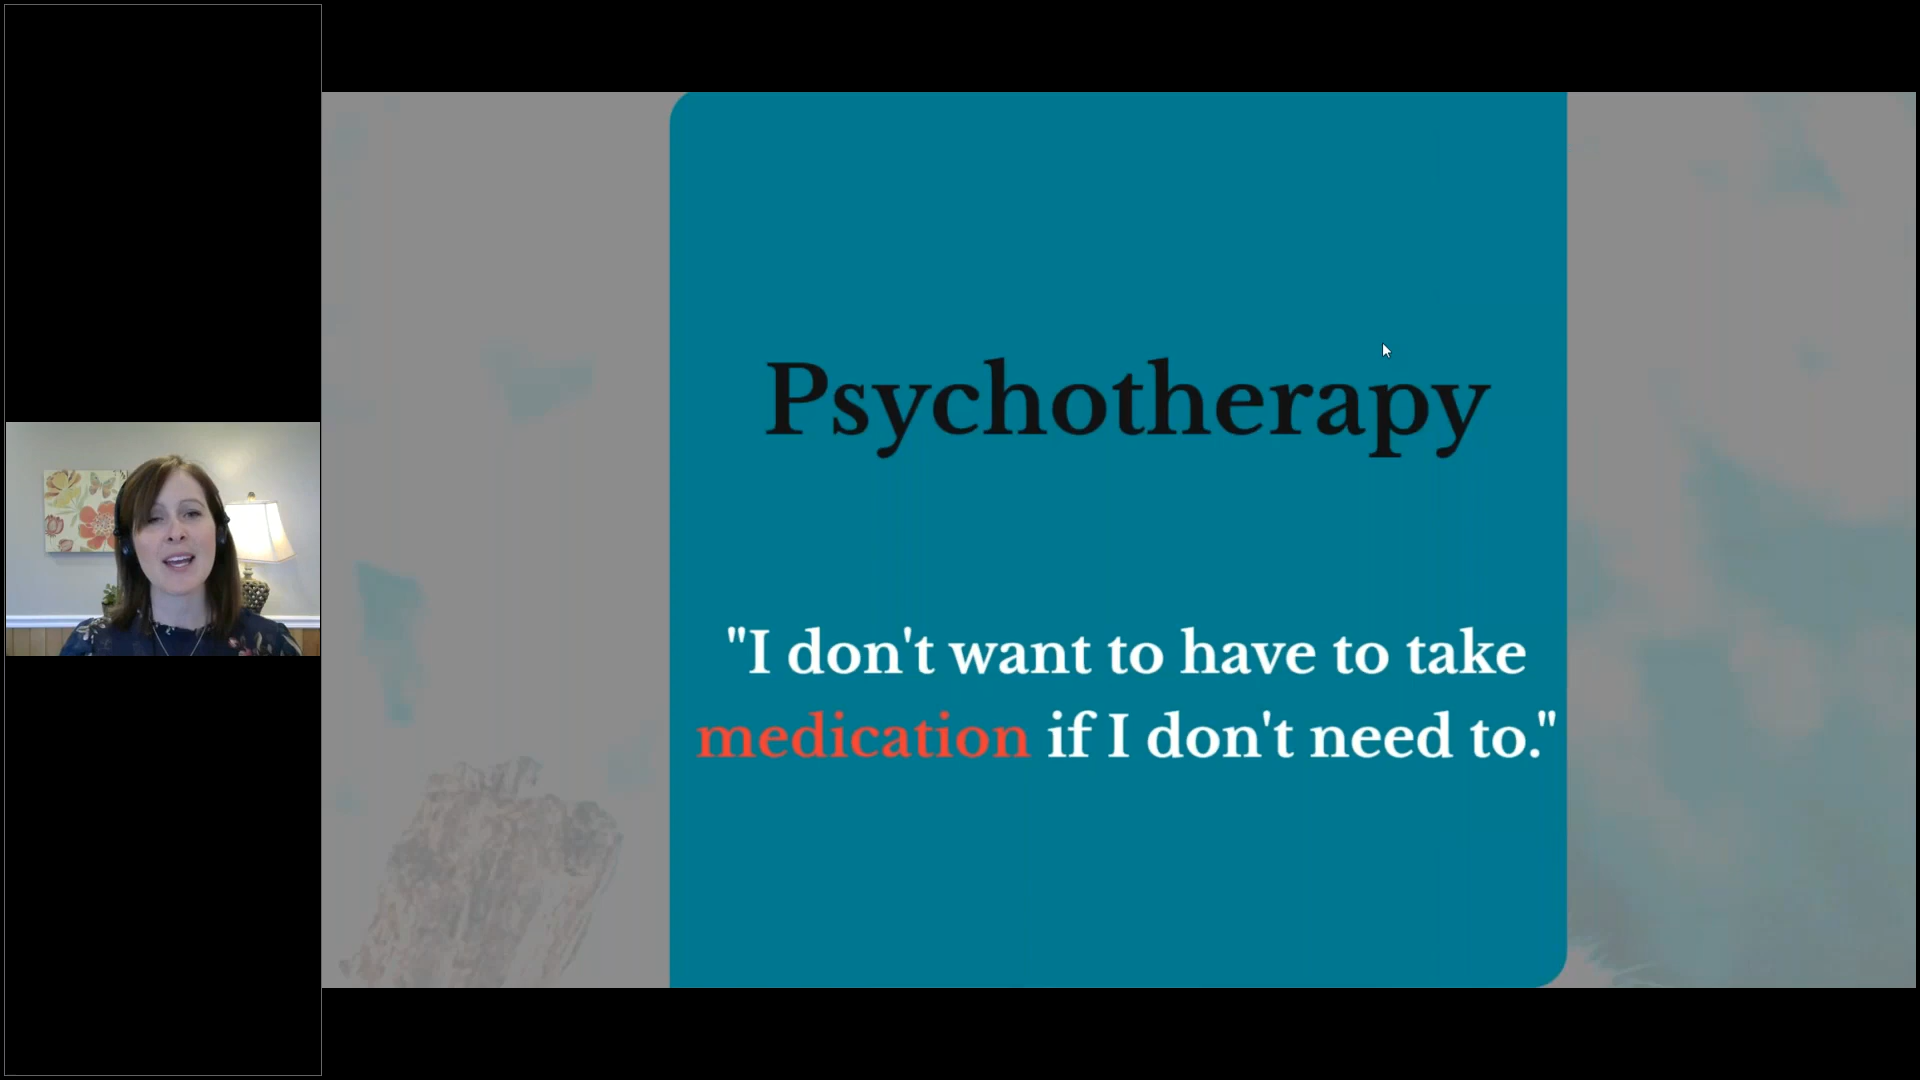 Psychotherapy
"I don't want to have to take
medication if I don't need to."